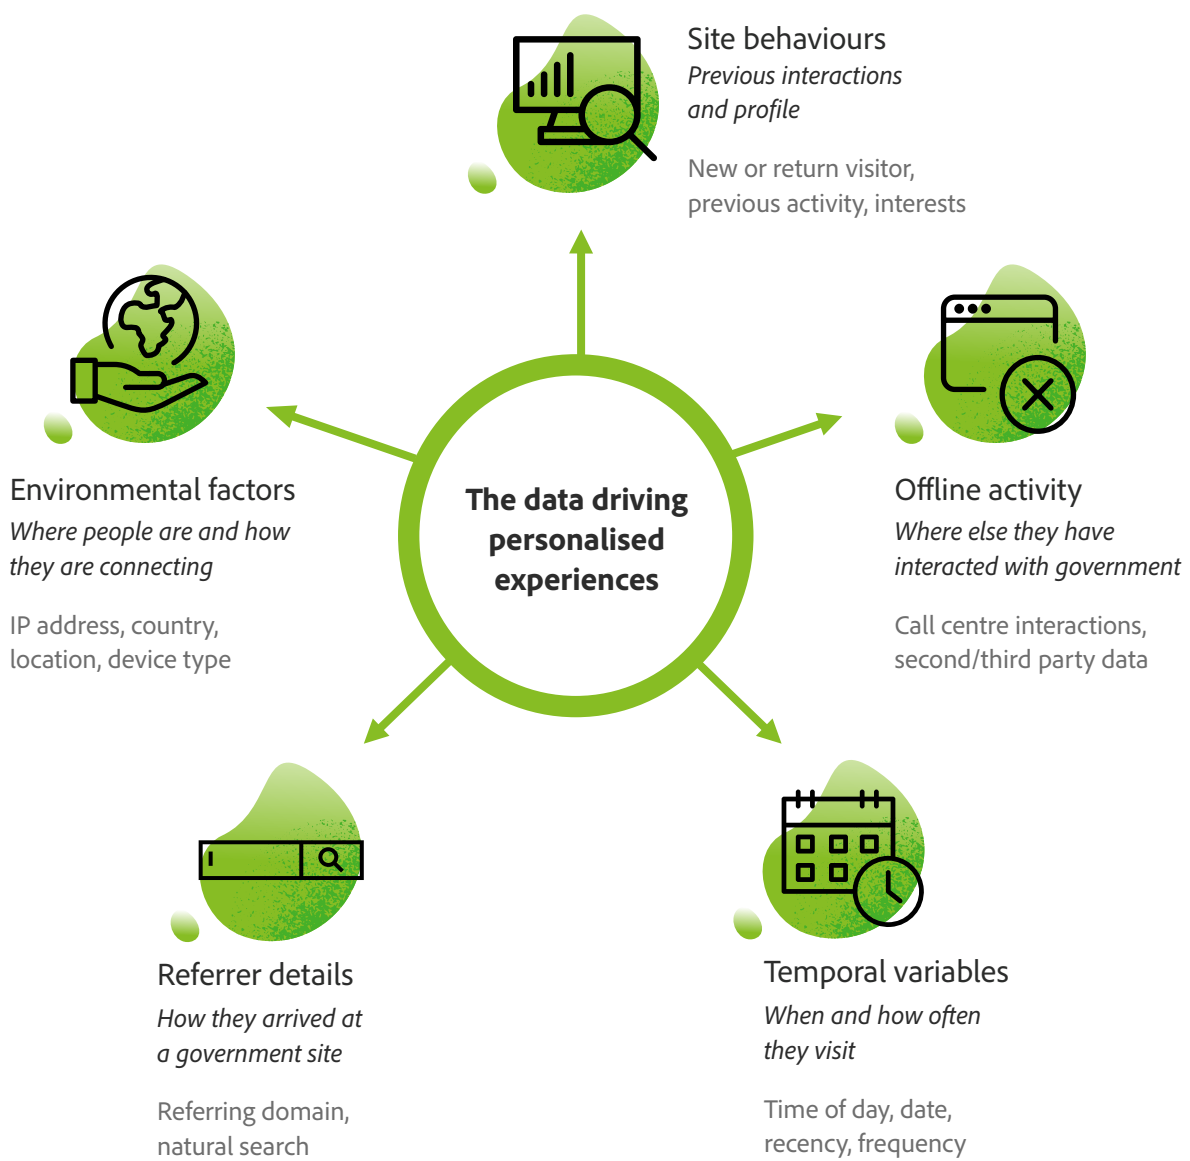 Site behaviours
Previous interactions
and profile
New or return visitor,
previous activity, interests
Environmental factors
Where people are and how
they are connecting
IP address, country,
location, device type
The data driving
personalised
experiences
Offline activity
Where else they have
interacted with government
Call centre interactions,
second/third party data
Referrer details
How they arrived at
a government site
Referring domain,
natural search
Temporal variables
When and how often
they visit
Time of day, date,
recency, frequency